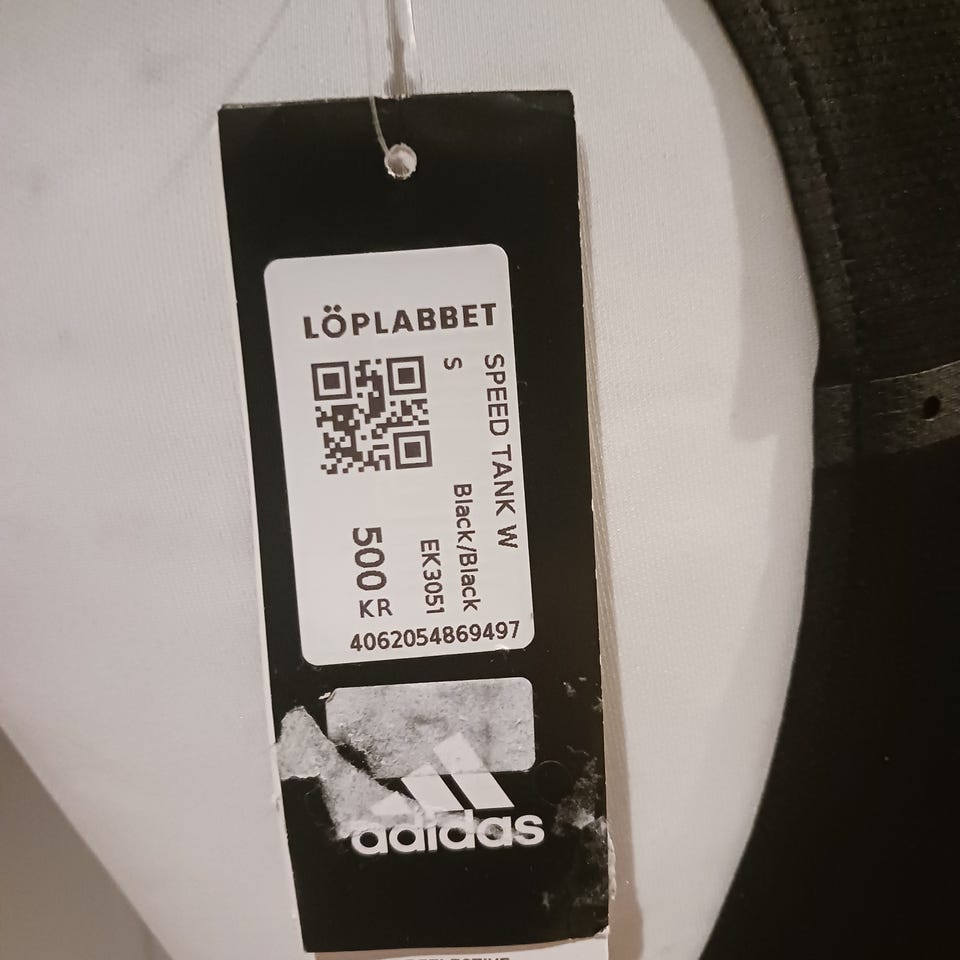 LÖPLABBET
SPEED TANK W
S
Black/Black
EK3051
500
KR
4062054869497
adidas